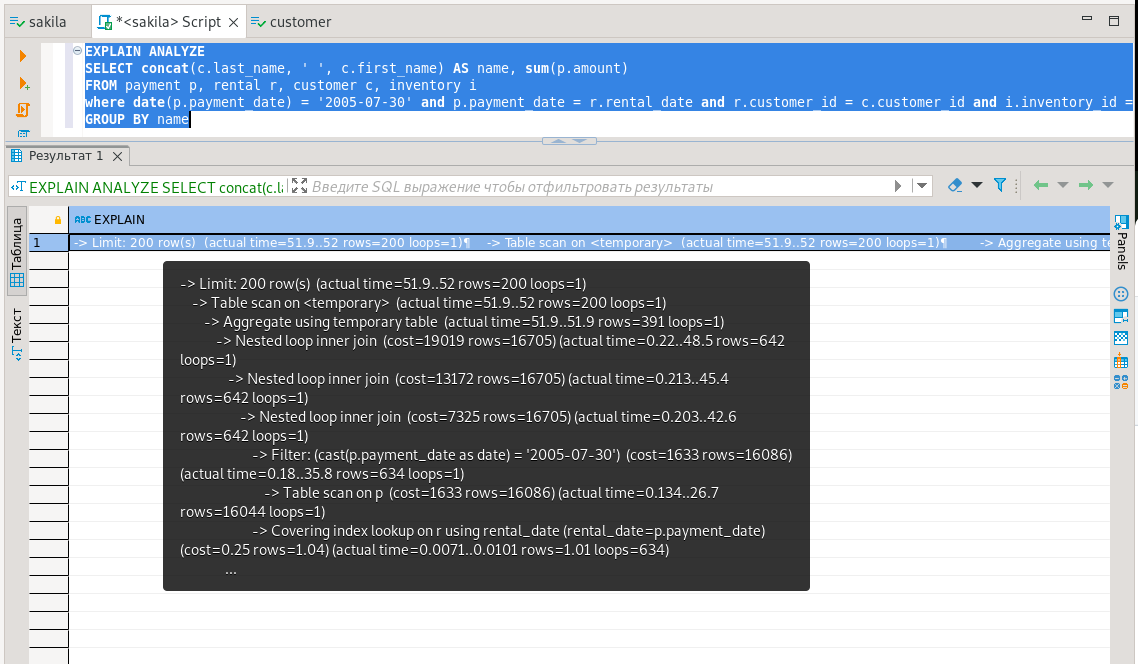 sakila
*<sakila> Script
customer
EXPLAIN ANALYZE
SELECT concat(c.last_name, ' ', c.first_name) AS name, sum(p.amount)
FROM payment p, rental r, customer c, inventory i
where date(p.payment_date) = '2005-07-30' and p.payment_date = r.rental_date and r.customer_id = c.customer_id and i.inventory_id =
GROUP BY name
Результат 1
EXPLAIN ANALYZE SELECT concat(c.l
Введите SQL выражение чтобы отфильтровать результаты
Таблица
Текст
ABC EXPLAIN
1
-> Limit: 200 row(s)  (actual time=51.9..52 rows=200 loops=1)¶    -> Table scan on <temporary>  (actual time=51.9..52 rows=200 loops=1)¶        -> Aggregate using te
-> Limit: 200 row(s)  (actual time=51.9..52 rows=200 loops=1)
-> Table scan on <temporary>  (actual time=51.9..52 rows=200 loops=1)
-> Aggregate using temporary table  (actual time=51.9..51.9 rows=391 loops=1)
-> Nested loop inner join  (cost=19019 rows=16705) (actual time=0.22..48.5 rows=642
loops=1)
-> Nested loop inner join  (cost=13172 rows=16705) (actual time=0.213..45.4
rows=642 loops=1)
-> Nested loop inner join  (cost=7325 rows=16705) (actual time=0.203..42.6
rows=642 loops=1)
-> Filter: (cast(p.payment_date as date) = '2005-07-30')  (cost=1633 rows=16086)
(actual time=0.18..35.8 rows=634 loops=1)
-> Table scan on p  (cost=1633 rows=16086) (actual time=0.134..26.7
rows=16044 loops=1)
-> Covering index lookup on r using rental_date (rental_date=p.payment_date)
(cost=0.25 rows=1.04) (actual time=0.0071..0.0101 rows=1.01 loops=634)
...
Panels